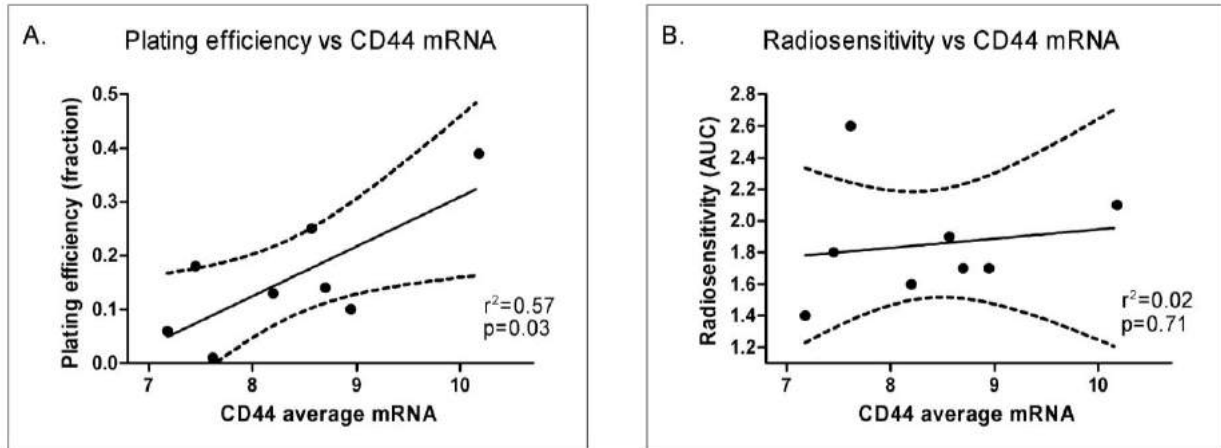 A.
Plating efficiency vs CD44 mRNA
Plating efficiency (fraction)
0.5
0.4
0.3
0.2
0.1
0.0
r²=0.57
p=0.03
7 8 9 10
CD44 average mRNA
B.
Radiosensitivity vs CD44 mRNA
Radiosensitivity (AUC)
2.8
2.6
2.4
2.2
2.0
1.8
1.6
1.4
1.2
r²=0.02
p=0.71
7 8 9 10
CD44 average mRNA